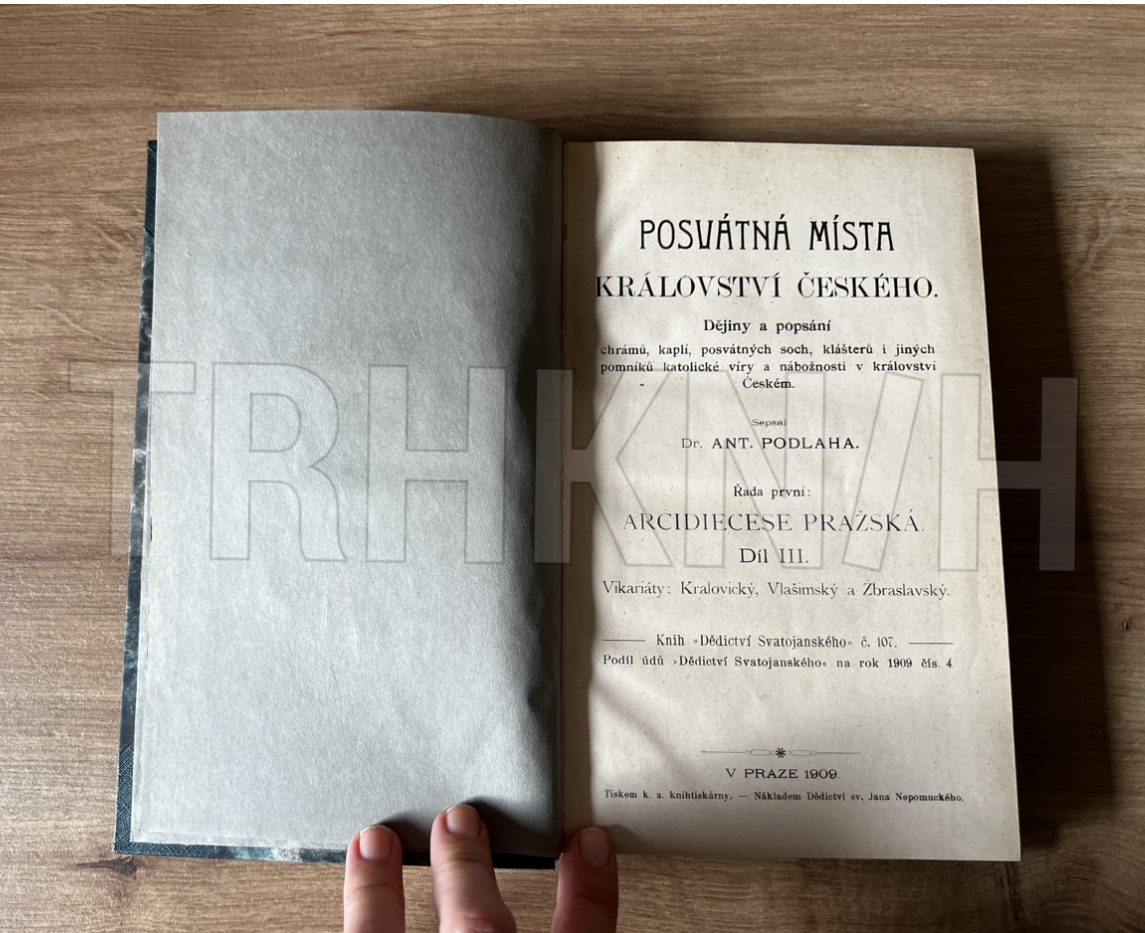 POSVÁTNÁ MÍSTA
KRÁLOVSTVÍ ČESKÉHO.
Dějiny a popsání
chrámů, kaplí, posvátných soch, klášterů i jiných
pomníků katolické víry a nábožnosti v království
Českém.
Sepsal
Dr. ANT. PODLAHA.
Řada první:
ARCIDIECESE PRAŽSKÁ.
Díl III.
Vikariáty: Kralovický, Vlašimský a Zbraslavský.
Knih »Dědictví Svatojanského« č. 107.
Podíl údů »Dědictví Svatojanského« na rok 1909 čís. 4
V PRAZE 1909.
Tiskem k. a. knihtiskárny. — Nákladem Dědictví sv. Jana Nepomuckého.
TRHKNIH